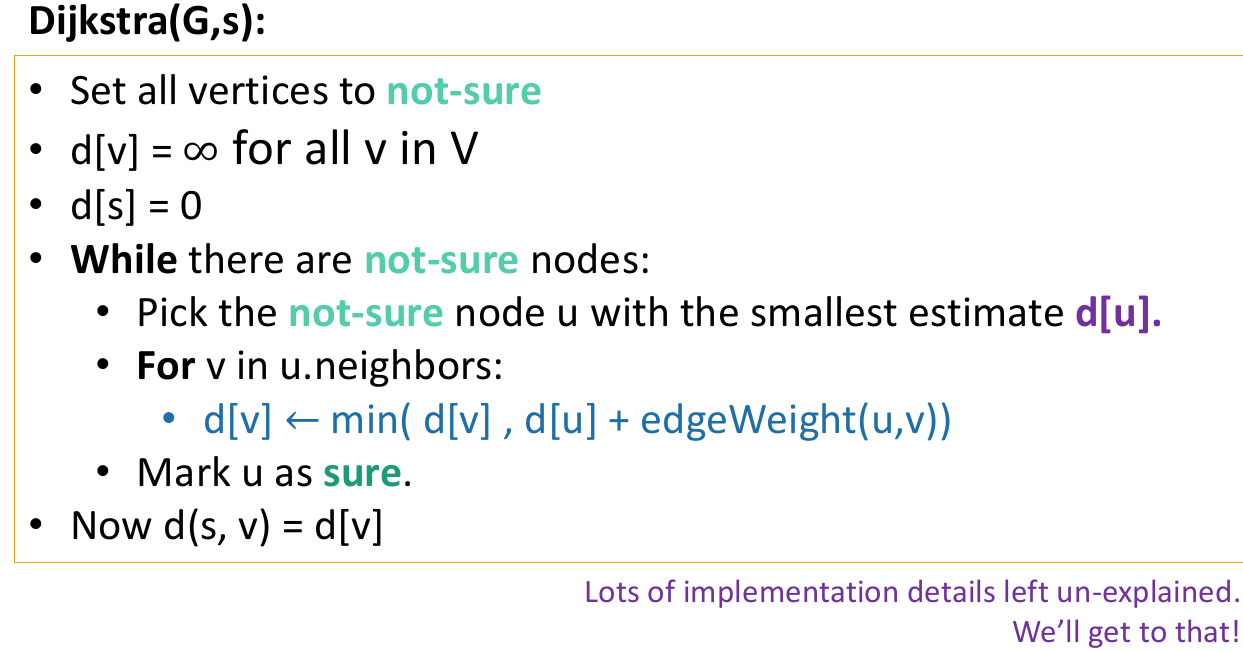 Dijkstra(G,s):
• Set all vertices to not-sure
• d[v] = ∞ for all v in V
• d[s] = 0
• While there are not-sure nodes:
• Pick the not-sure node u with the smallest estimate d[u].
• For v in u.neighbors:
• d[v] ← min( d[v] , d[u] + edgeWeight(u,v))
• Mark u as sure.
• Now d(s, v) = d[v]
Lots of implementation details left un-explained.
We’ll get to that!